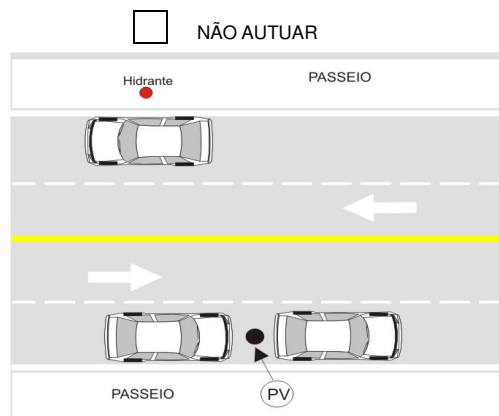 NÃO AUTUAR
Hidrante
PASSEIO
PASSEIO
PV